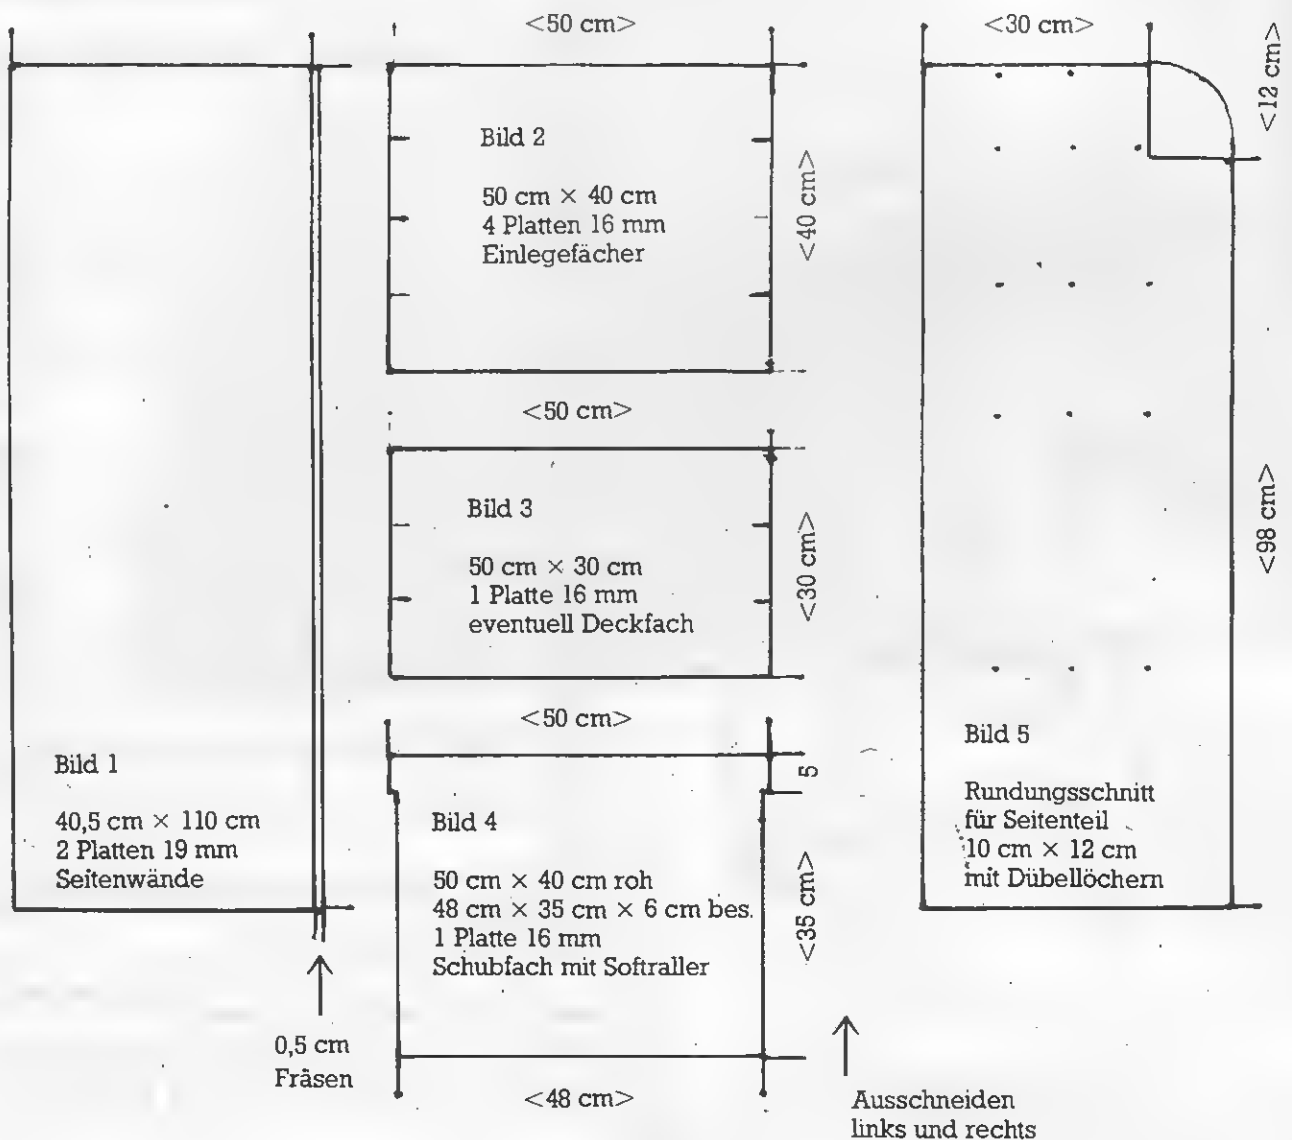 <50 cm>
<30 cm>
<12 cm>
Bild 2
50 cm × 40 cm
4 Platten 16 mm
Einlegefächer
<40 cm>
<50 cm>
Bild 3
50 cm × 30 cm
1 Platte 16 mm
eventuell Deckfach
<30 cm>
<98 cm>
<50 cm>
Bild 1
40,5 cm × 110 cm
2 Platten 19 mm
Seitenwände
5
Bild 4
50 cm × 40 cm roh
48 cm × 35 cm × 6 cm bes.
1 Platte 16 mm
Schubfach mit Softraller
<35 cm>
Bild 5
Rundungsschnitt
für Seitenteil
10 cm × 12 cm
mit Dübellöchern
0,5 cm
Fräsen
<48 cm>
Ausschneiden
links und rechts